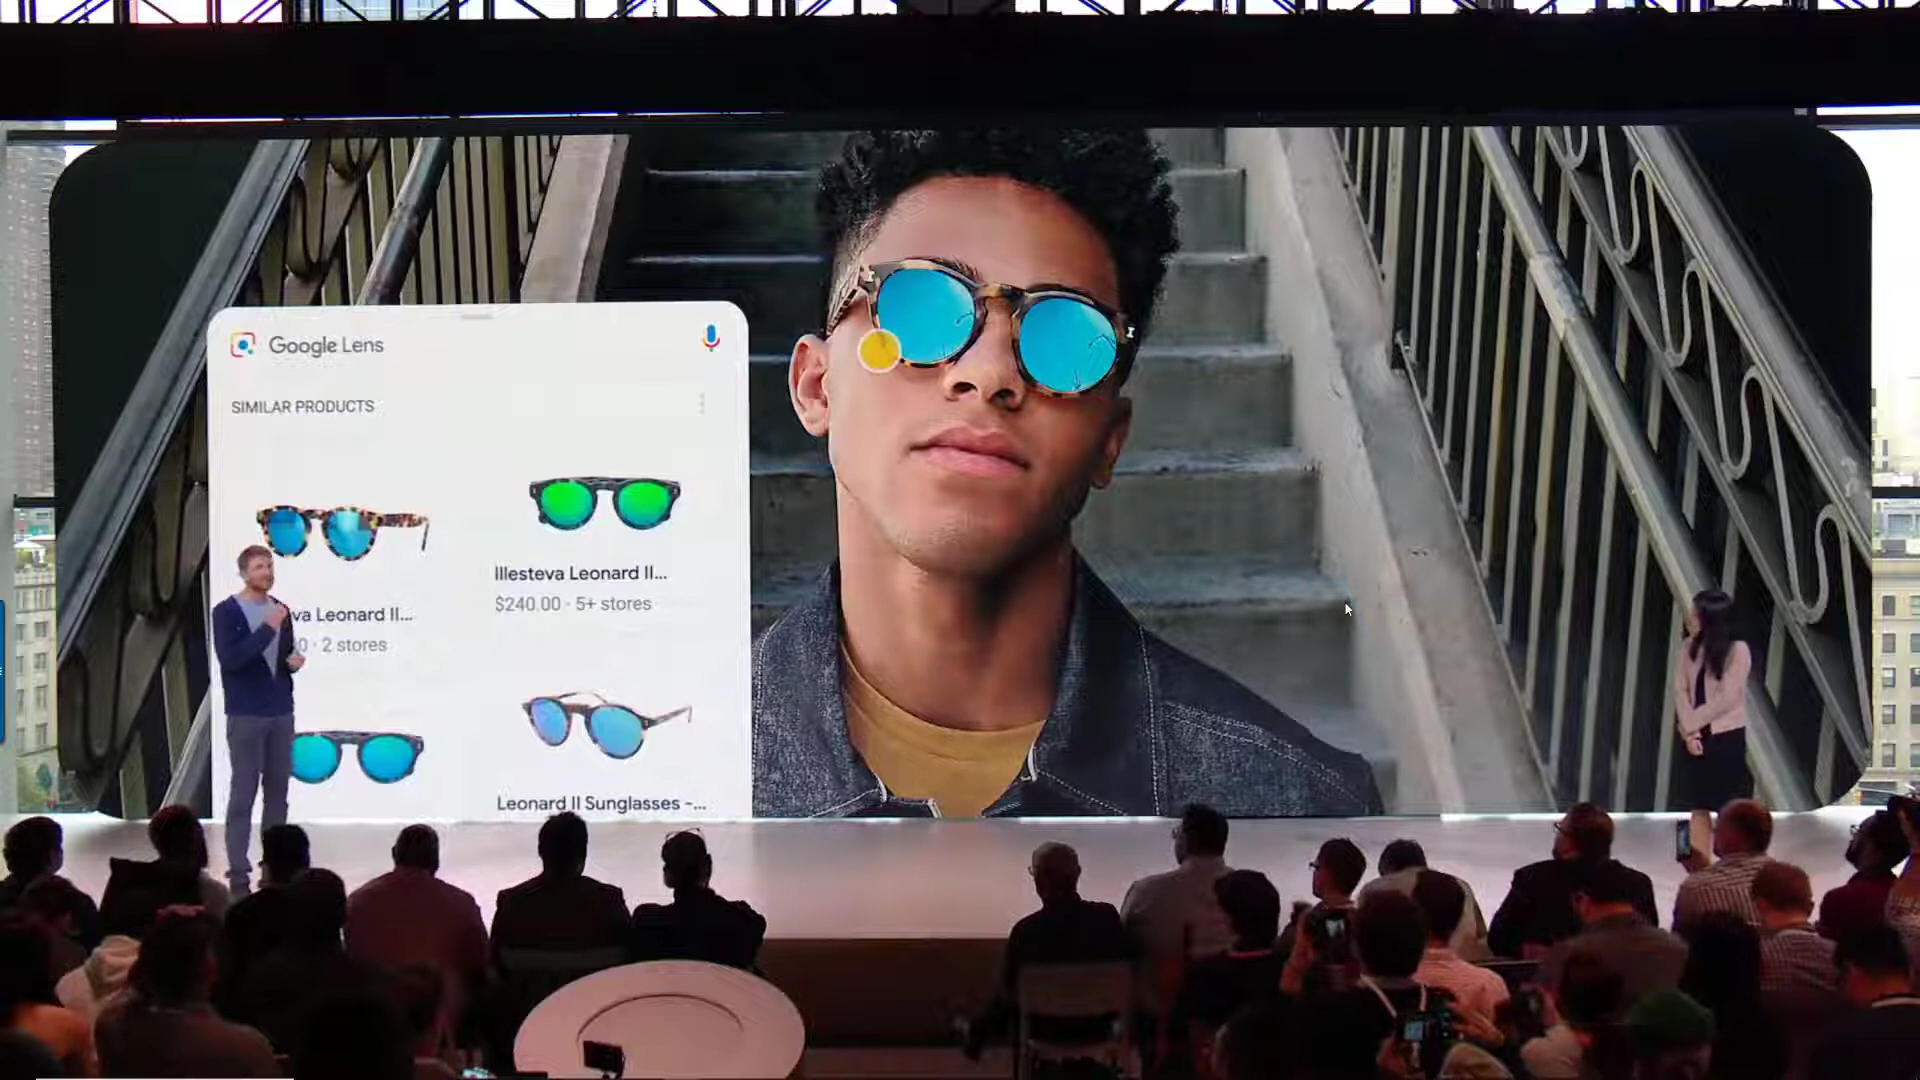 Google Lens
SIMILAR PRODUCTS
Illesteva Leonard II...
$240.00 · 5+ stores
va Leonard II...
0 · 2 stores
Leonard II Sunglasses -...